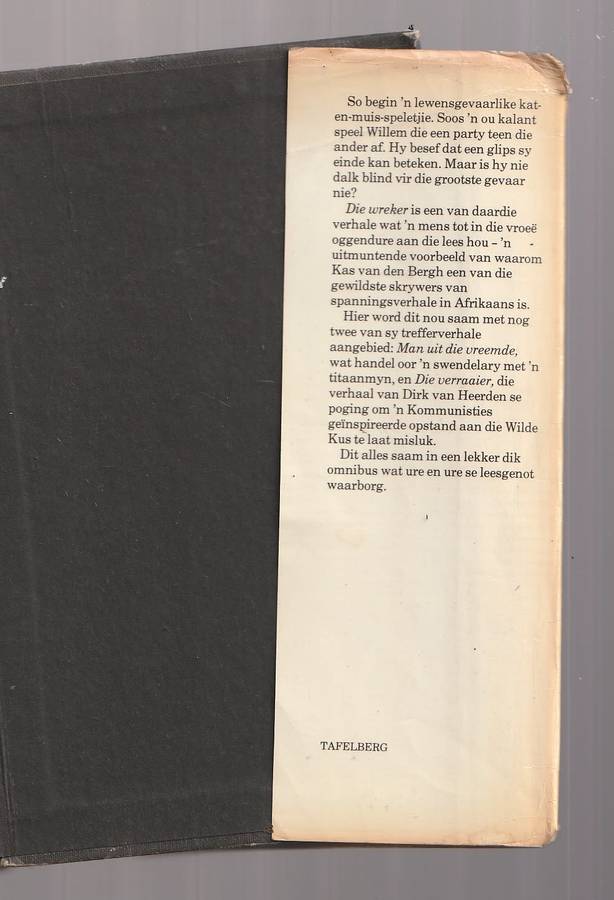 So begin 'n lewensgevaarlike kat-
en-muis-speletjie. Soos 'n ou kalant
speel Willem die een party teen die
ander af. Hy besef dat een glips sy
einde kan beteken. Maar is hy nie
dalk blind vir die grootste gevaar
nie?
Die wreker is een van daardie
verhale wat 'n mens tot in die vroeë
oggendure aan die lees hou – 'n
uitmuntende voorbeeld van waarom
Kas van den Bergh een van die
gewildste skrywers van
spanningsverhale in Afrikaans is.
Hier word dit nou saam met nog
twee van sy trefferverhale
aangebied: Man uit die vreemde,
wat handel oor 'n swendelary met 'n
titaanmyn, en Die verraaier, die
verhaal van Dirk van Heerden se
poging om 'n Kommunisties
geïnspireerde opstand aan die Wilde
Kus te laat misluk.
Dit alles saam in een lekker dik
omnibus wat ure en ure se leesgenot
waarborg.
TAFELBERG